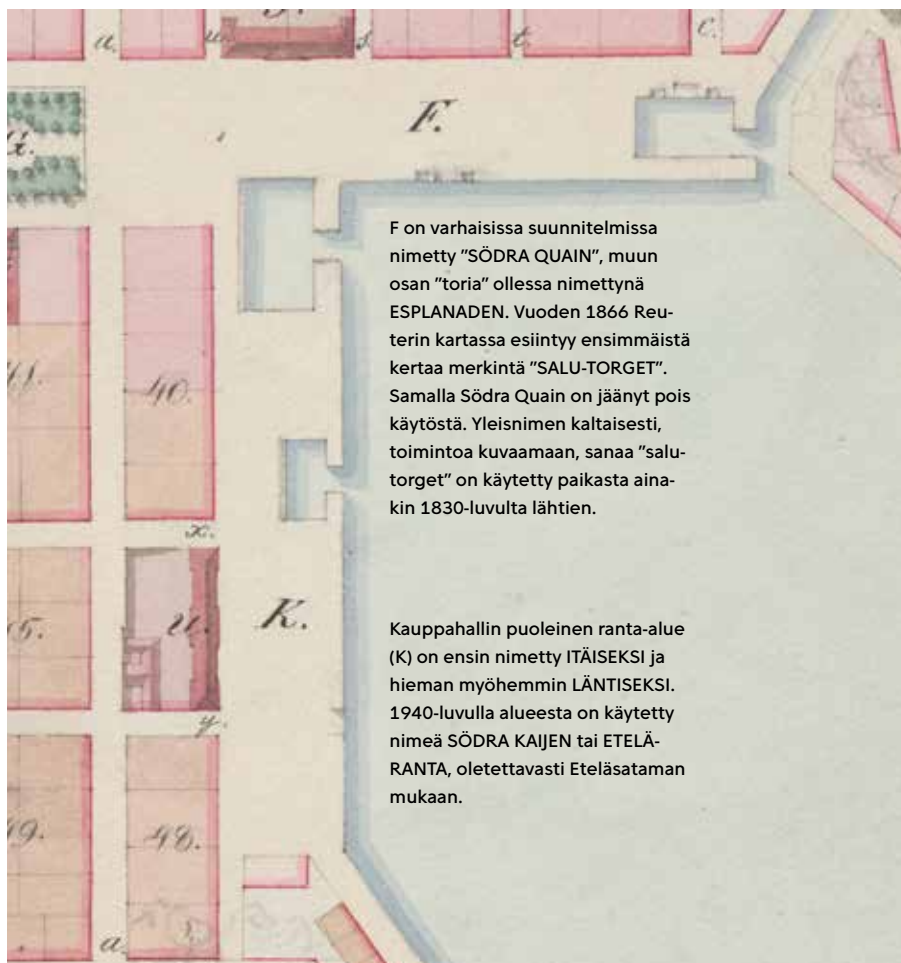 u.
s.
t.
c.
F.
F on varhaisissa suunnitelmissa
nimetty ”SÖDRA QUAIN”, muun
osan ”toria” ollessa nimettynä
ESPLANADEN. Vuoden 1866 Reu-
terin kartassa esiintyy ensimmäistä
kertaa merkintä ”SALU-TORGET”.
Samalla Södra Quain on jäänyt pois
käytöstä. Yleisnimen kaltaisesti,
toimintoa kuvaamaan, sanaa ”salu-
torget” on käytetty paikasta aina-
kin 1830-luvulta lähtien.
40.
x.
K.
Kauppahallin puoleinen ranta-alue
(K) on ensin nimetty ITÄISEKSI ja
hieman myöhemmin LÄNTISEKSI.
1940-luvulla alueesta on käytetty
nimeä SÖDRA KAIJEN tai ETELÄ-
RANTA, oletettavasti Eteläsataman
mukaan.
y.
48.
a.